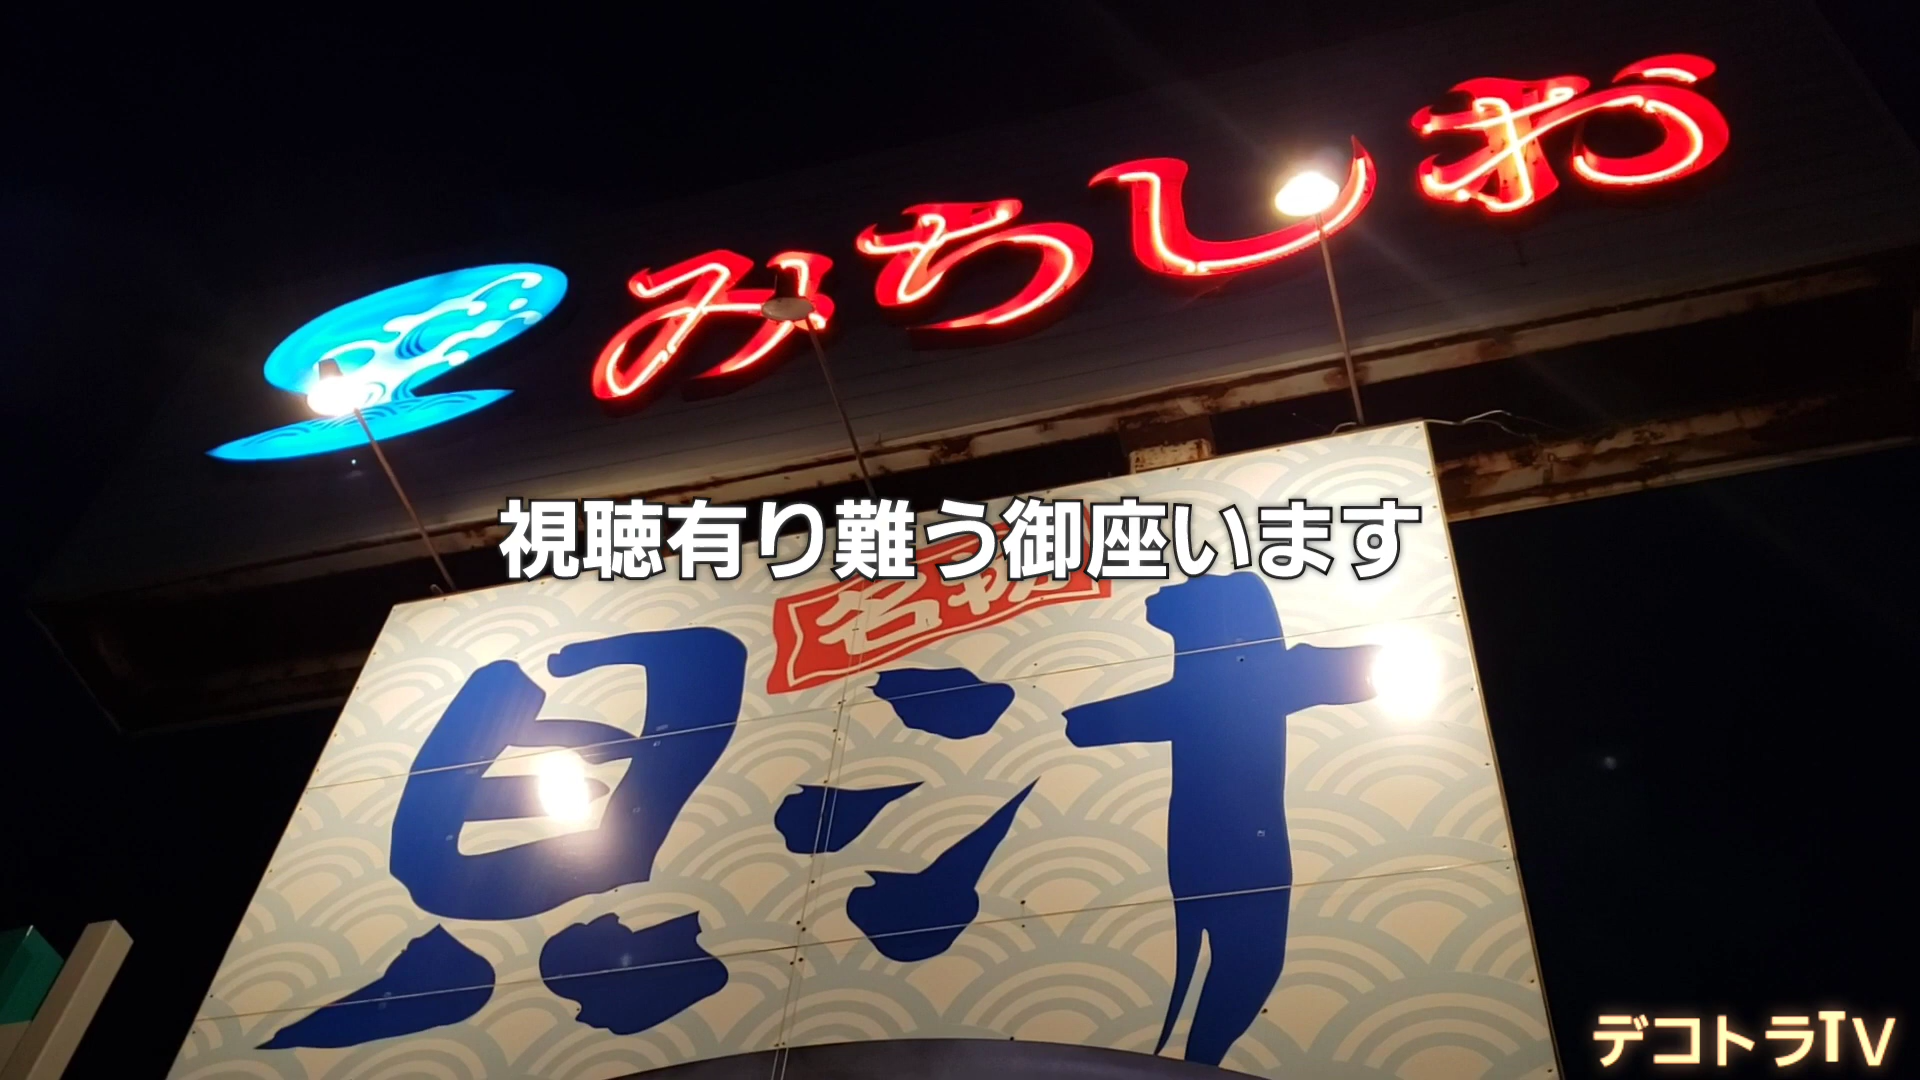 みちしお
視聴有り難う御座います
名物
貝汁
デコトラTV